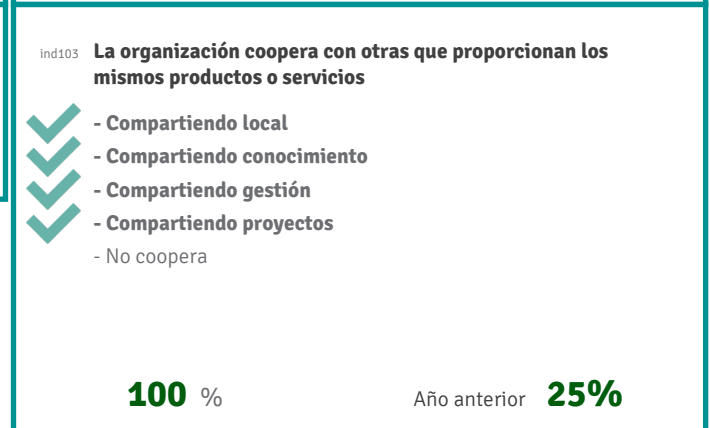 ind103 La organización coopera con otras que proporcionan los
mismos productos o servicios
- Compartiendo local
- Compartiendo conocimiento
- Compartiendo gestión
- Compartiendo proyectos
- No coopera
100 % Año anterior 25%